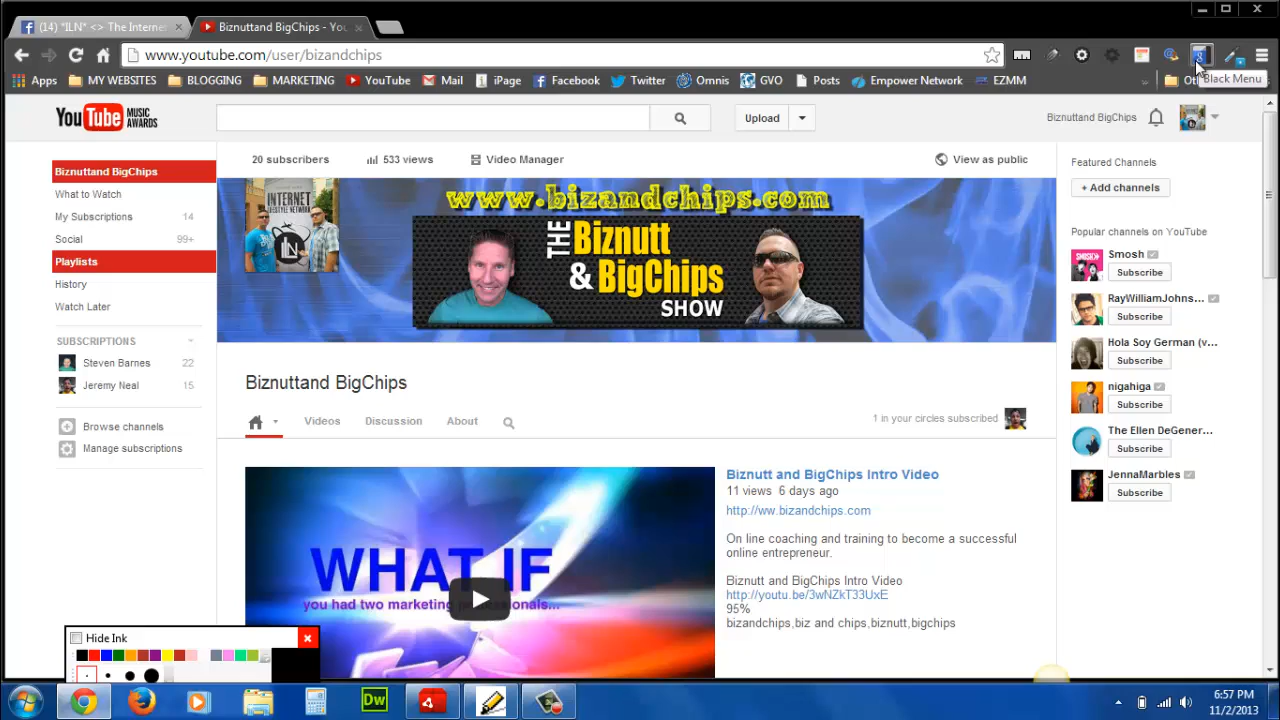 (14) *ILN* <> The Interne
Biznuttand BigChips - You
www.youtube.com/user/bizandchips
Apps MY WEBSITES BLOGGING MARKETING YouTube Mail iPage Facebook Twitter Omnis GVO Posts Empower Network EZMM » Ot
Black Menu
YouTube MUSIC AWARDS
Upload
Biznuttand BigChips
Biznuttand BigChips
What to Watch
My Subscriptions 14
Social 99+
Playlists
History
Watch Later
SUBSCRIPTIONS
Steven Barnes 22
Jeremy Neal 15
Browse channels
Manage subscriptions
20 subscribers 533 views Video Manager View as public
INTERNET
LIFESTYLE NETWORK
ILN
www.bizandchips.com
THE Biznutt
& BigChips
SHOW
Biznuttand BigChips
Videos Discussion About
1 in your circles subscribed
WHAT IF
you had two marketing professionals...
Biznutt and BigChips Intro Video
11 views 6 days ago
http://ww.bizandchips.com
On line coaching and training to become a successful
online entrepreneur.
Biznutt and BigChips Intro Video
http://youtu.be/3wNZkT33UxE
95%
bizandchips,biz and chips,biznutt,bigchips
Featured Channels
+ Add channels
Popular channels on YouTube
Smosh
Subscribe
RayWilliamJohns...
Subscribe
Hola Soy German (v...
Subscribe
nigahiga
Subscribe
The Ellen DeGener...
Subscribe
JennaMarbles
Subscribe
Hide Ink
Dw
6:57 PM
11/2/2013